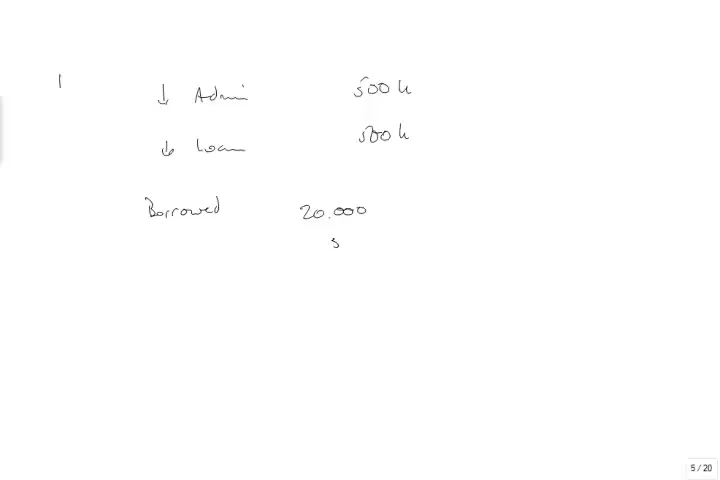 1
↓ Admin 500k
↓ Loan 500k
Borrowed 20.000
5
5 / 20